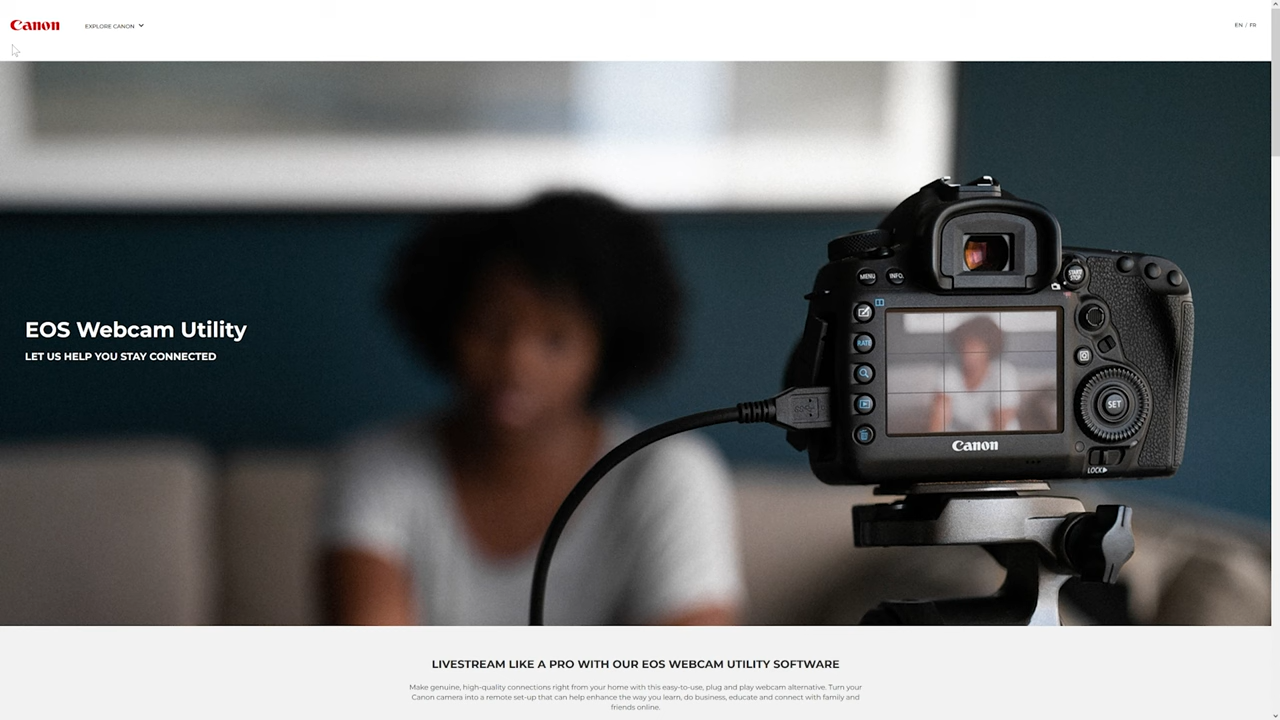 Canon
EXPLORE CANON
EN / FR
MENU
INFO.
START/STOP
RATE
SET
Canon
LOCK▶
EOS Webcam Utility
LET US HELP YOU STAY CONNECTED
LIVESTREAM LIKE A PRO WITH OUR EOS WEBCAM UTILITY SOFTWARE
Make genuine, high-quality connections right from your home with this easy-to-use, plug and play webcam alternative. Turn your
Canon camera into a remote set-up that can help enhance the way you learn, do business, educate and connect with family and
friends online.